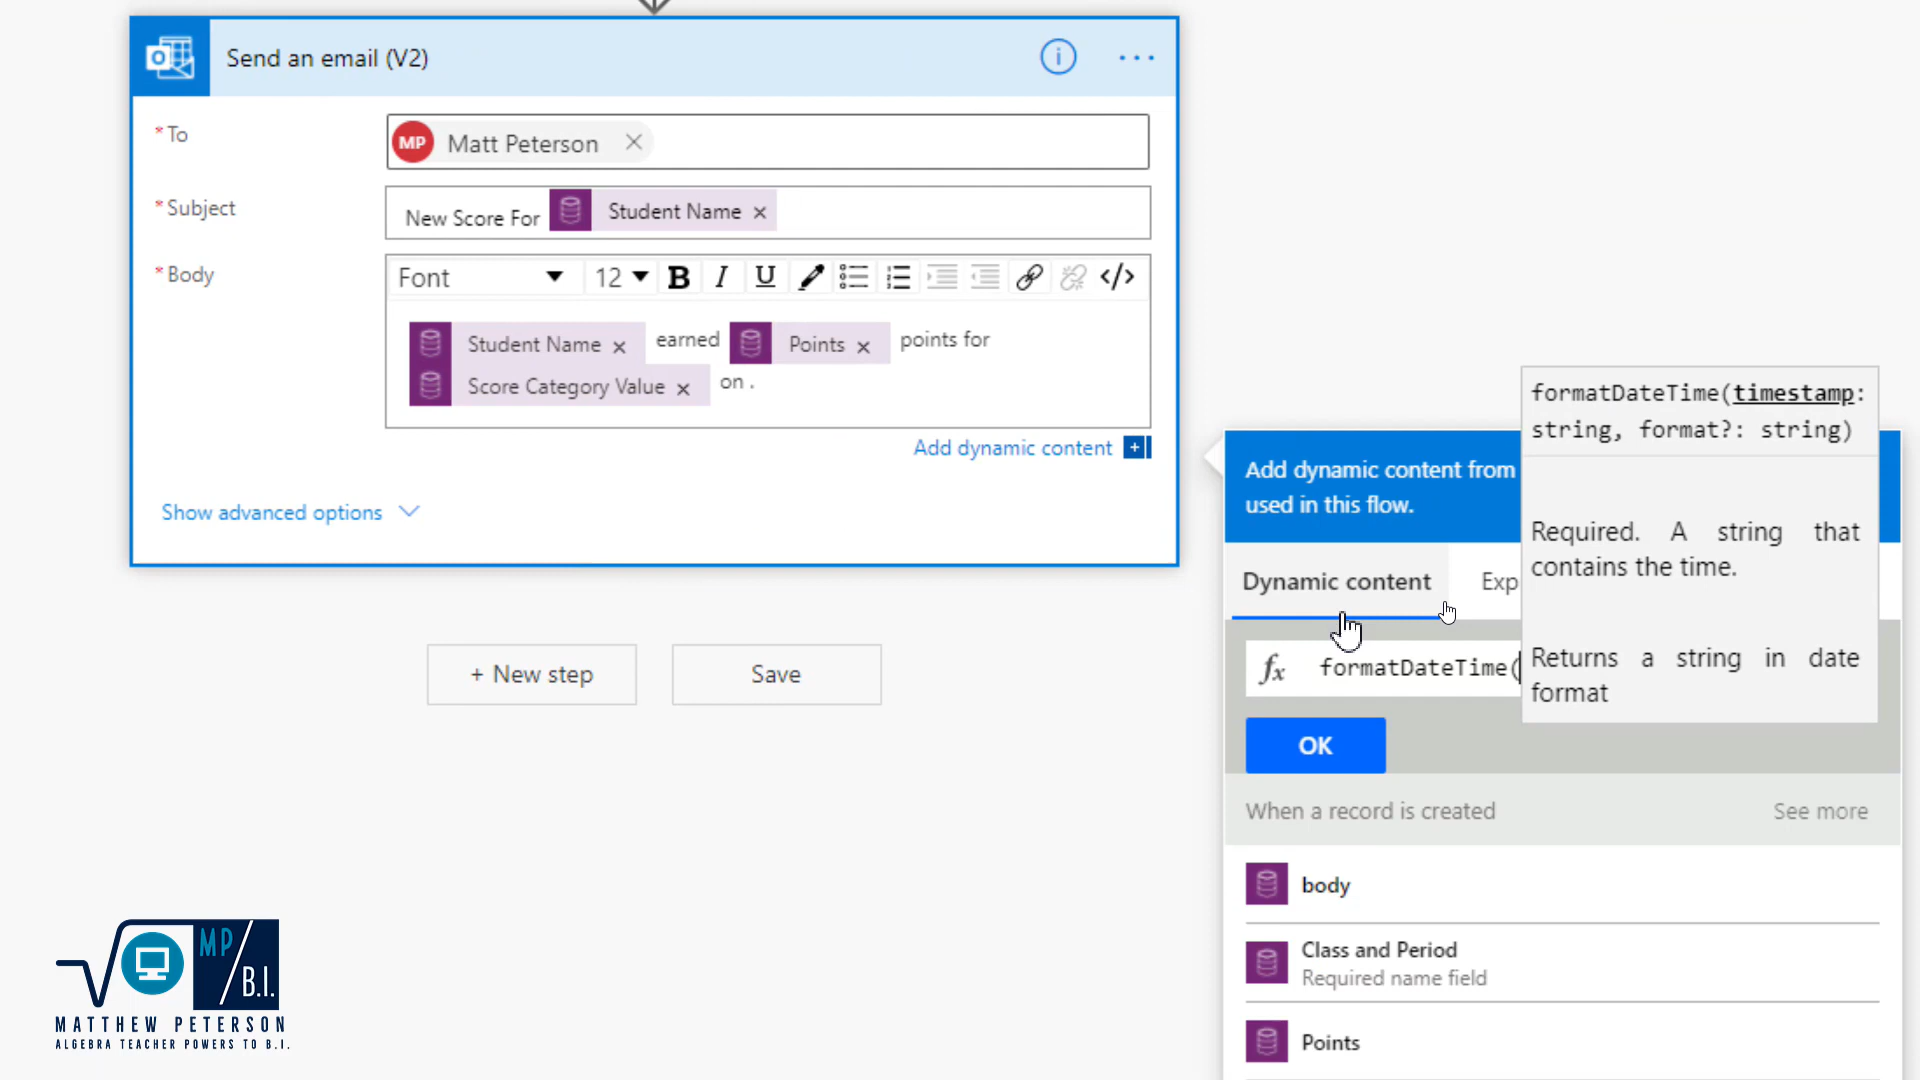 Send an email (V2)
* To
MP Matt Peterson
* Subject
New Score For Student Name
* Body
Font 12 B I U </>
Student Name earned Points points for
Score Category Value on .
Add dynamic content
Show advanced options
+ New step
Save
formatDateTime(timestamp:
string, format?: string)
Required. A string that
contains the time.
Returns a string in date
format
Add dynamic content from
used in this flow.
Dynamic content Exp
fx formatDateTime(
OK
When a record is created See more
body
Class and Period
Required name field
Points
MP/B.I.
MATTHEW PETERSON
ALGEBRA TEACHER POWERS TO B.I.